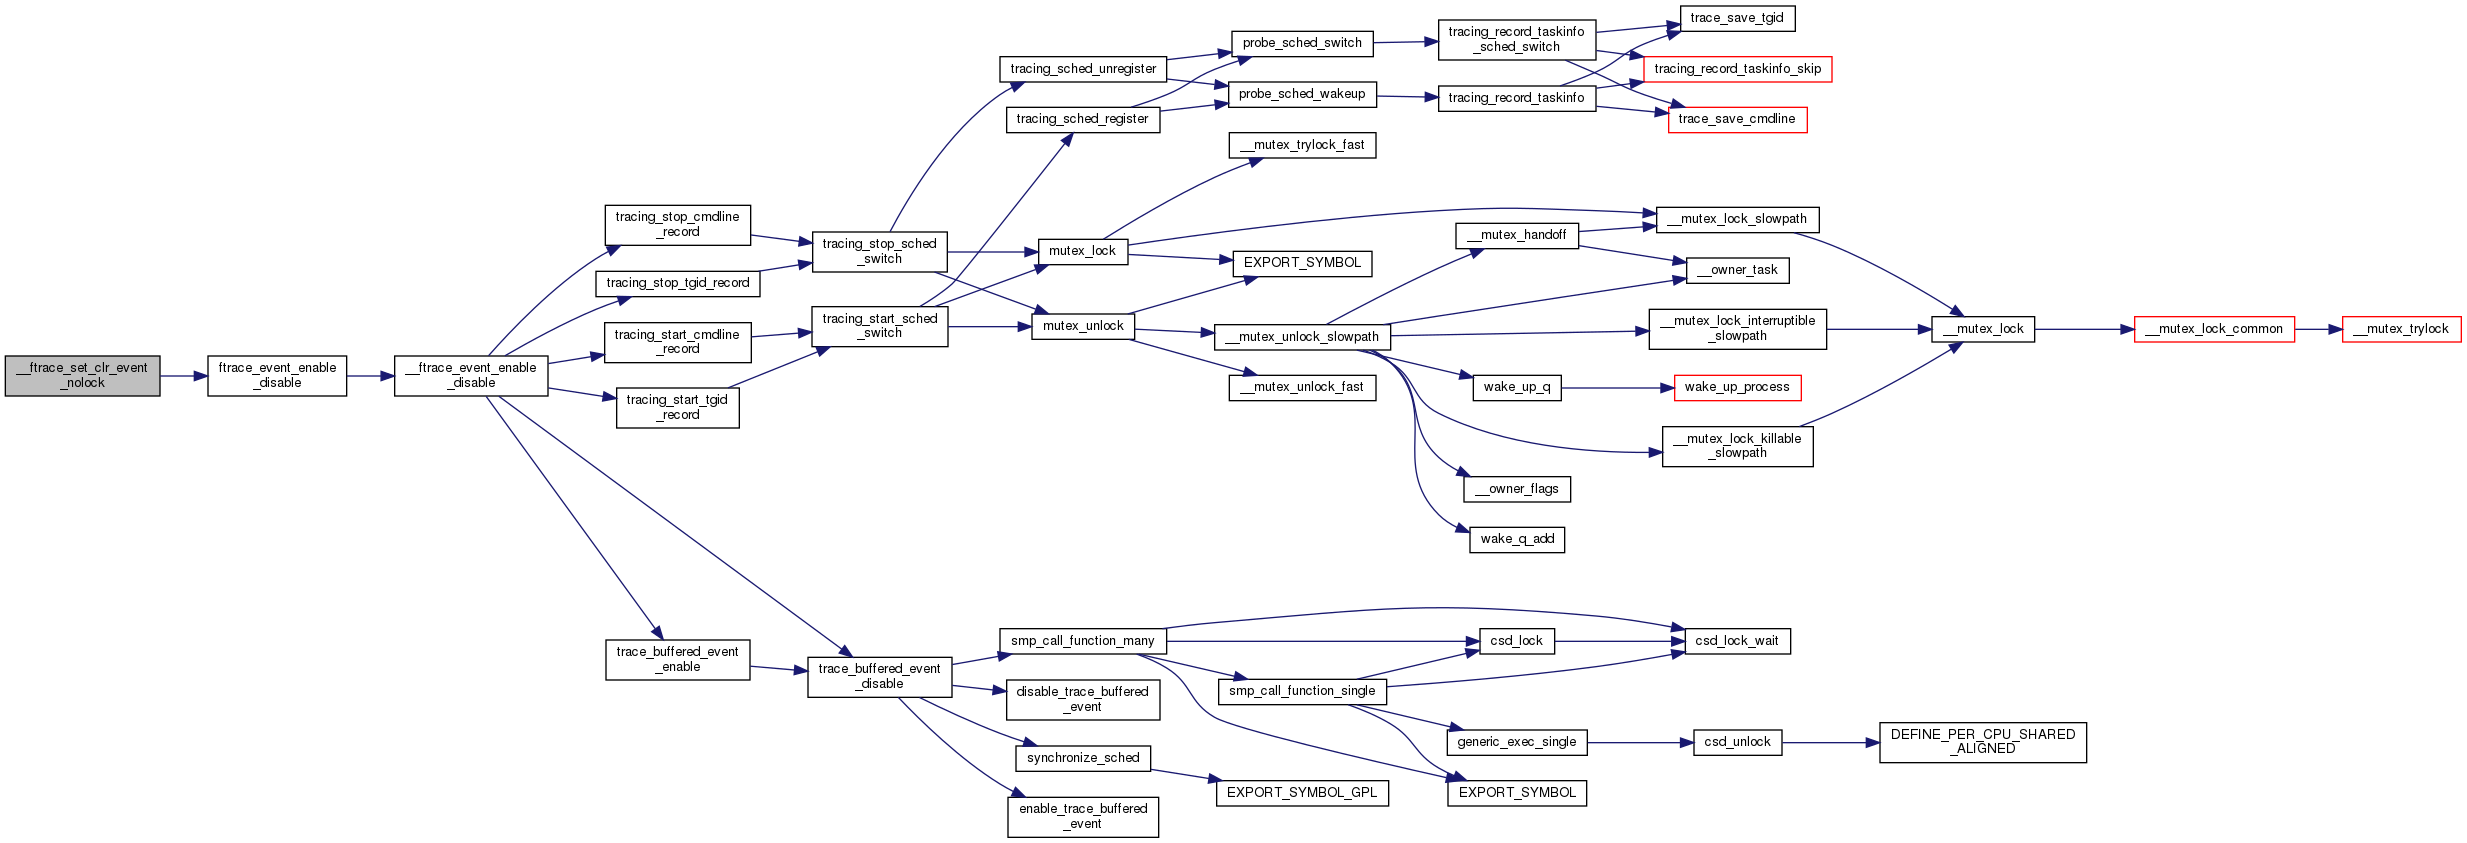 __ftrace_set_clr_event
_nolock
ftrace_event_enable
_disable
__ftrace_event_enable
_disable
tracing_stop_cmdline
_record
tracing_stop_tgid_record
tracing_start_cmdline
_record
tracing_start_tgid
_record
trace_buffered_event
_enable
tracing_stop_sched
_switch
tracing_start_sched
_switch
trace_buffered_event
_disable
tracing_sched_unregister
tracing_sched_register
mutex_lock
mutex_unlock
smp_call_function_many
disable_trace_buffered
_event
synchronize_sched
enable_trace_buffered
_event
probe_sched_switch
probe_sched_wakeup
__mutex_trylock_fast
EXPORT_SYMBOL
__mutex_unlock_slowpath
__mutex_unlock_fast
smp_call_function_single
EXPORT_SYMBOL_GPL
tracing_record_taskinfo
_sched_switch
tracing_record_taskinfo
__mutex_handoff
wake_up_q
__owner_flags
wake_q_add
csd_lock
generic_exec_single
EXPORT_SYMBOL
trace_save_tgid
tracing_record_taskinfo_skip
trace_save_cmdline
__mutex_lock_slowpath
__owner_task
__mutex_lock_interruptible
_slowpath
wake_up_process
__mutex_lock_killable
_slowpath
csd_lock_wait
csd_unlock
__mutex_lock
DEFINE_PER_CPU_SHARED
_ALIGNED
__mutex_lock_common
__mutex_trylock